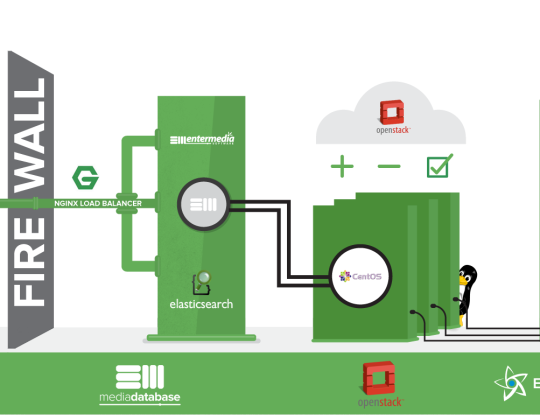 FIRE WALL
NGINX LOAD BALANCER
entermedia
elasticsearch
openstack
CentOS
mediadatabase
openstack
E